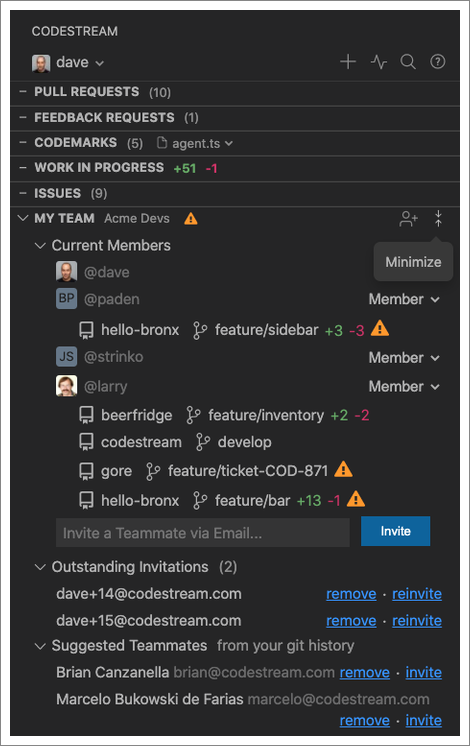 CODESTREAM
dave
PULL REQUESTS (10)
FEEDBACK REQUESTS (1)
CODEMARKS (5) agent.ts
WORK IN PROGRESS +51 -1
ISSUES (9)
MY TEAM Acme Devs
Minimize
Current Members
@dave
BP @paden Member
hello-bronx feature/sidebar +3 -3
JS @strinko Member
@larry Member
beerfridge feature/inventory +2 -2
codestream develop
gore feature/ticket-COD-871
hello-bronx feature/bar +13 -1
Invite a Teammate via Email... Invite
Outstanding Invitations (2)
dave+14@codestream.com remove · reinvite
dave+15@codestream.com remove · reinvite
Suggested Teammates from your git history
Brian Canzanella brian@codestream.com remove · invite
Marcelo Bukowski de Farias marcelo@codestream.com
remove · invite